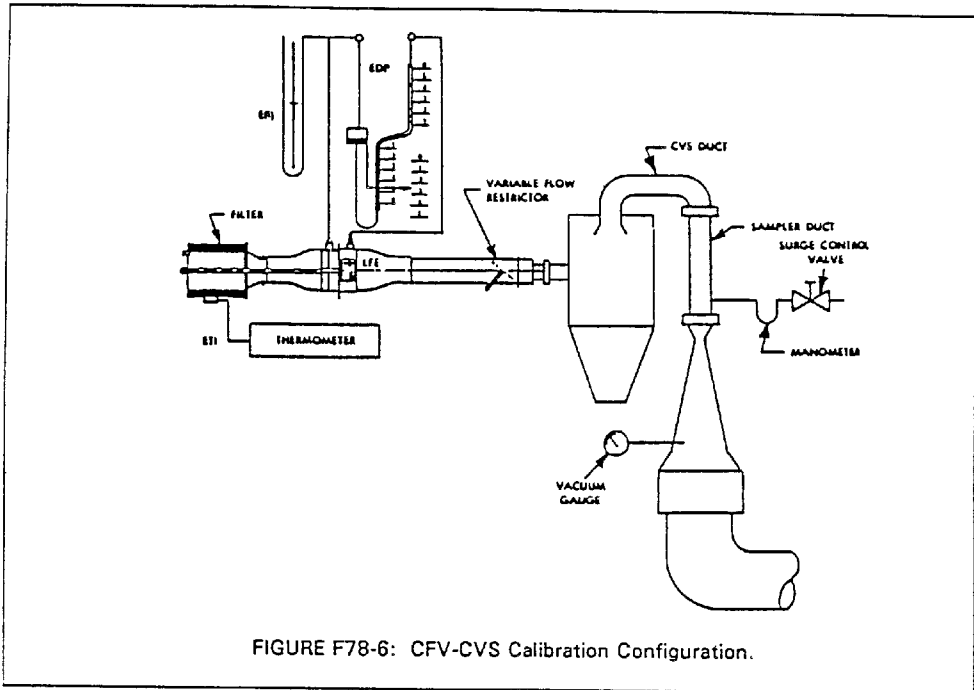 EDP
CVS DUCT
VARIABLE FLOW
RESTRICTOR
FILTER
SAMPLER DUCT
SURGE CONTROL
VALVE
LFE
ETI
THERMOMETER
MANOMETER
VACUUM
GAUGE
FIGURE F78-6: CFV-CVS Calibration Configuration.